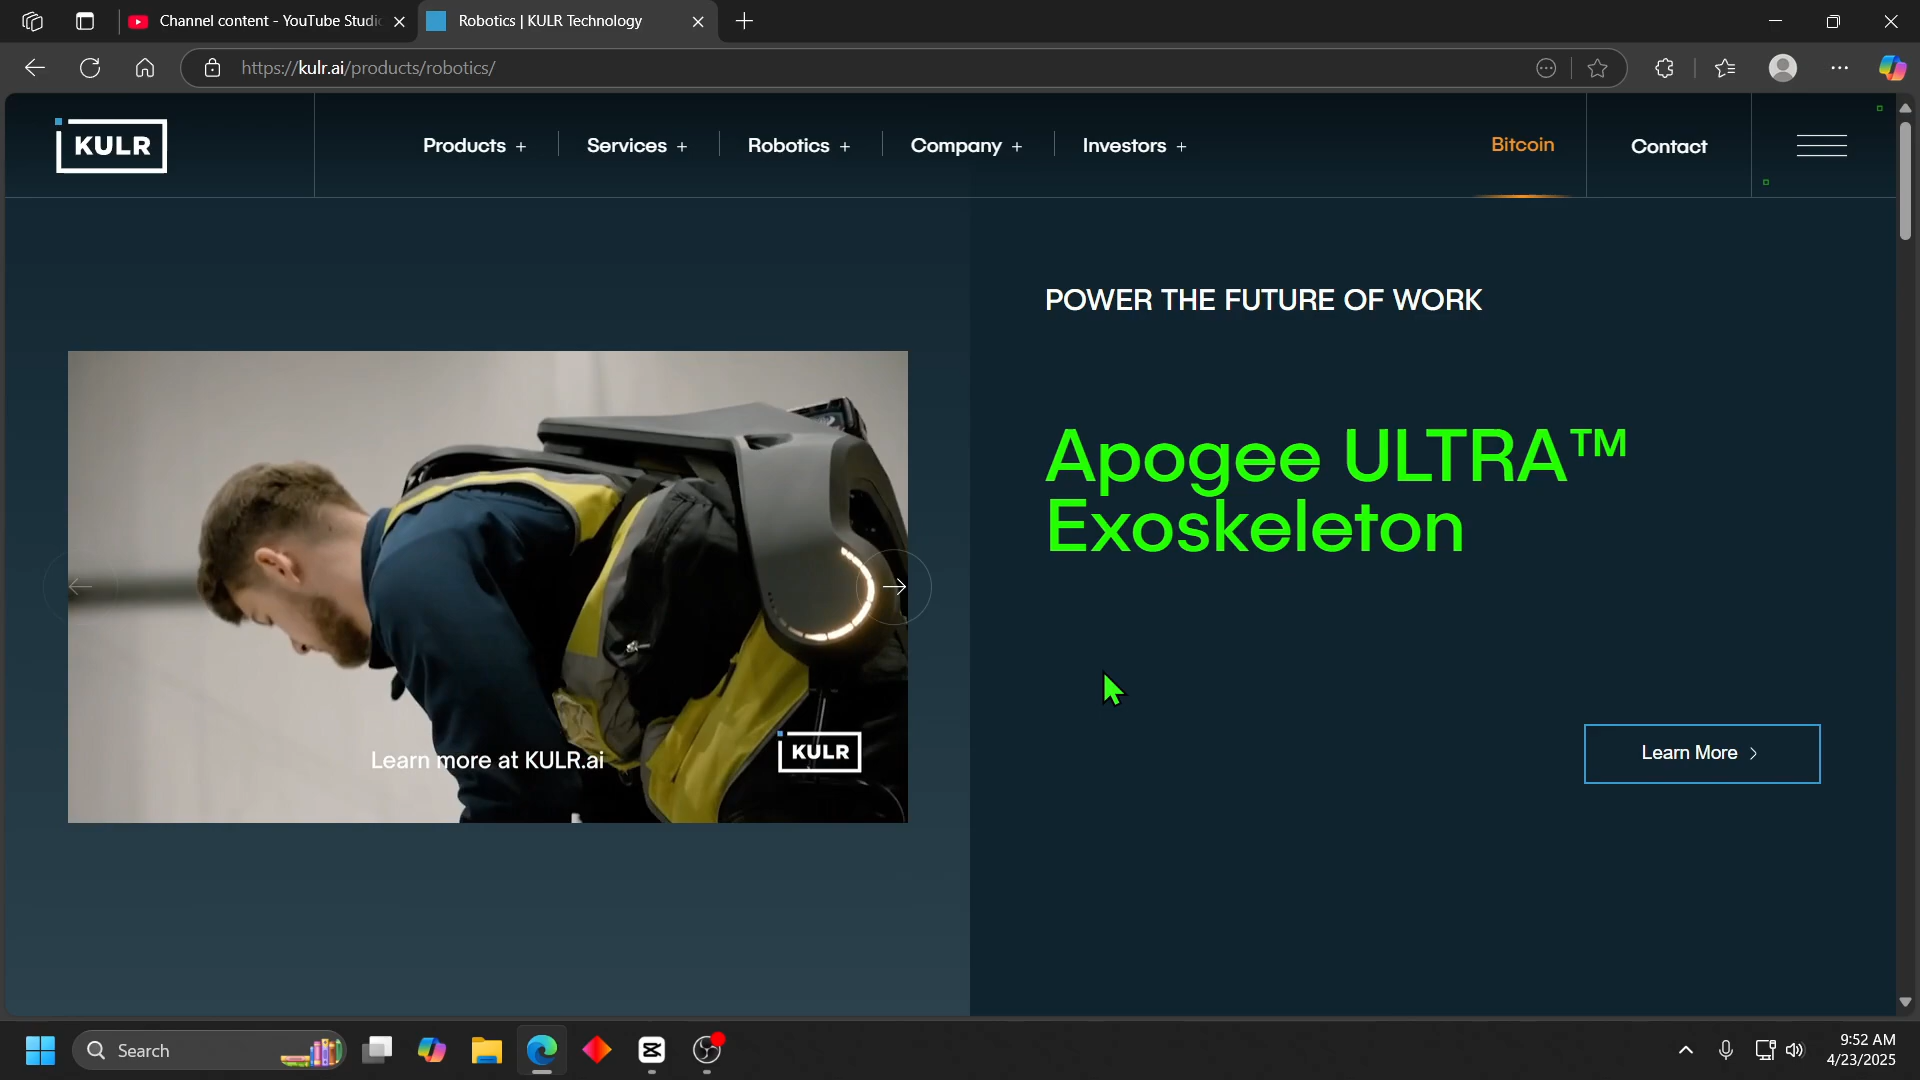 Channel content - YouTube Studi
Robotics | KULR Technology
https://kulr.ai/products/robotics/
KULR
Products +
Services +
Robotics +
Company +
Investors +
Bitcoin
Contact
POWER THE FUTURE OF WORK
Apogee ULTRA™
Exoskeleton
Learn more at KULR.ai
KULR
Learn More >
Search
9:52 AM
4/23/2025